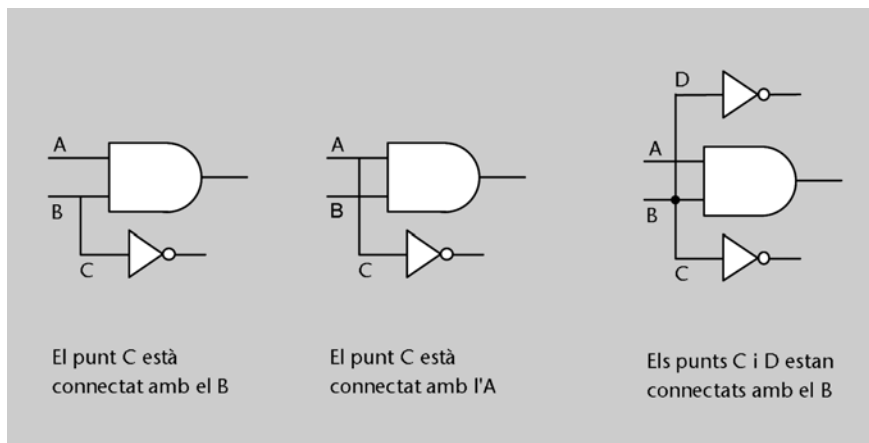 A
B
C
El punt C està
connectat amb el B
A
B
C
El punt C està
connectat amb l'A
D
A
B
C
Els punts C i D estan
connectats amb el B